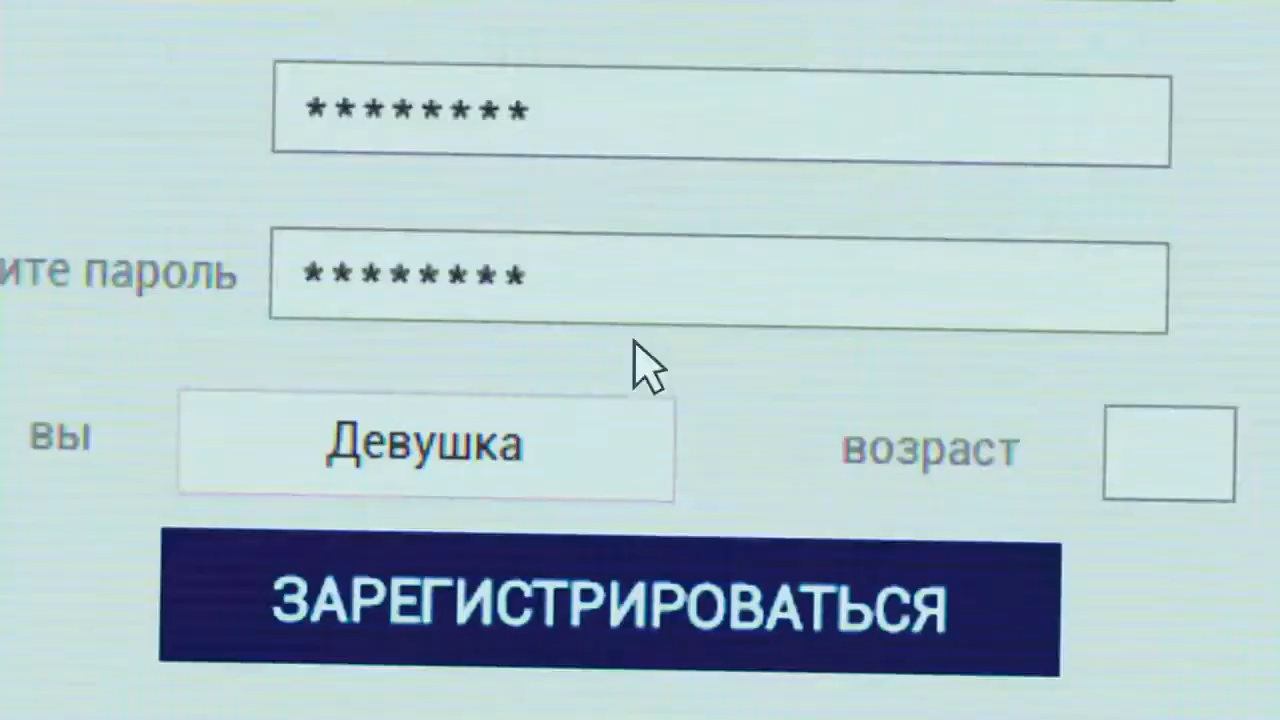 ********
ите пароль ********
вы Девушка возраст
ЗАРЕГИСТРИРОВАТЬСЯ